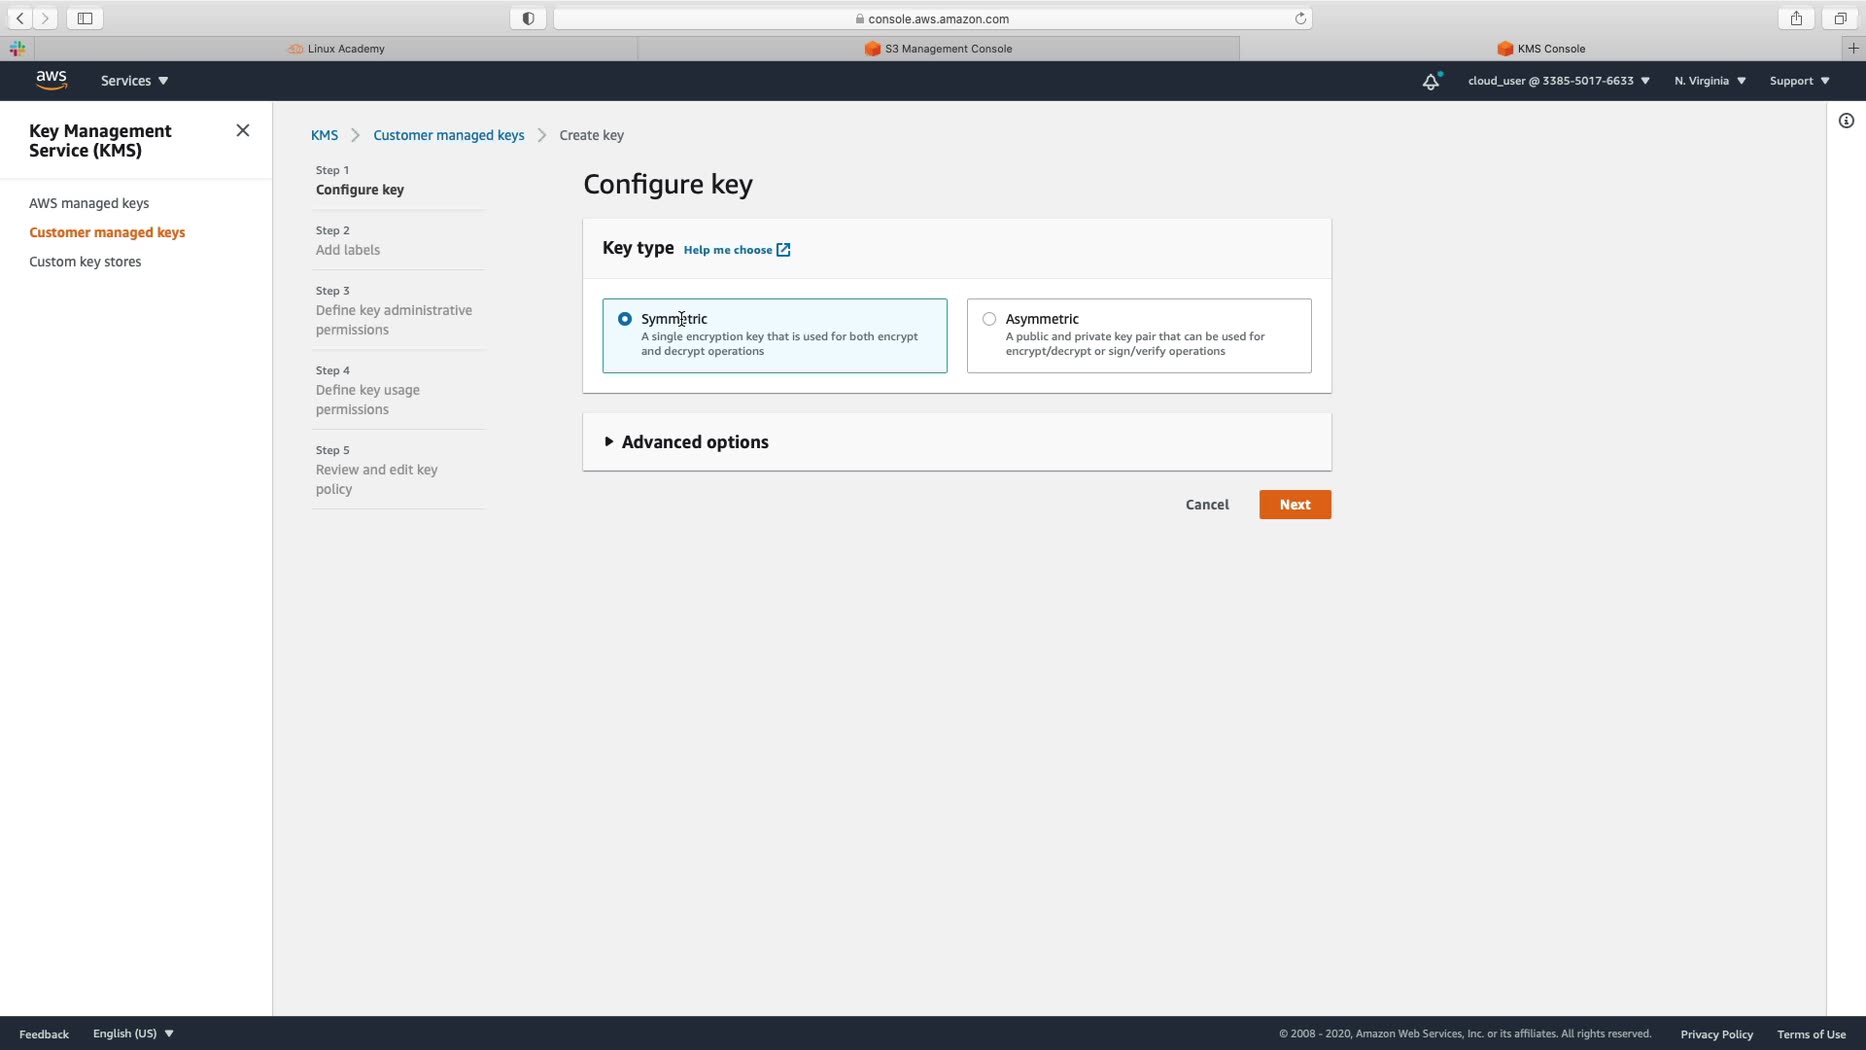 console.aws.amazon.com
Linux Academy
S3 Management Console
KMS Console
aws
Services
cloud_user @ 3385-5017-6633
N. Virginia
Support
Key Management
Service (KMS)
AWS managed keys
Customer managed keys
Custom key stores
KMS
Customer managed keys
Create key
Step 1
Configure key
Step 2
Add labels
Step 3
Define key administrative
permissions
Step 4
Define key usage
permissions
Step 5
Review and edit key
policy
Configure key
Key type Help me choose
Symmetric
A single encryption key that is used for both encrypt
and decrypt operations
Asymmetric
A public and private key pair that can be used for
encrypt/decrypt or sign/verify operations
Advanced options
Cancel
Next
Feedback
English (US)
© 2008 - 2020, Amazon Web Services, Inc. or its affiliates. All rights reserved.
Privacy Policy
Terms of Use